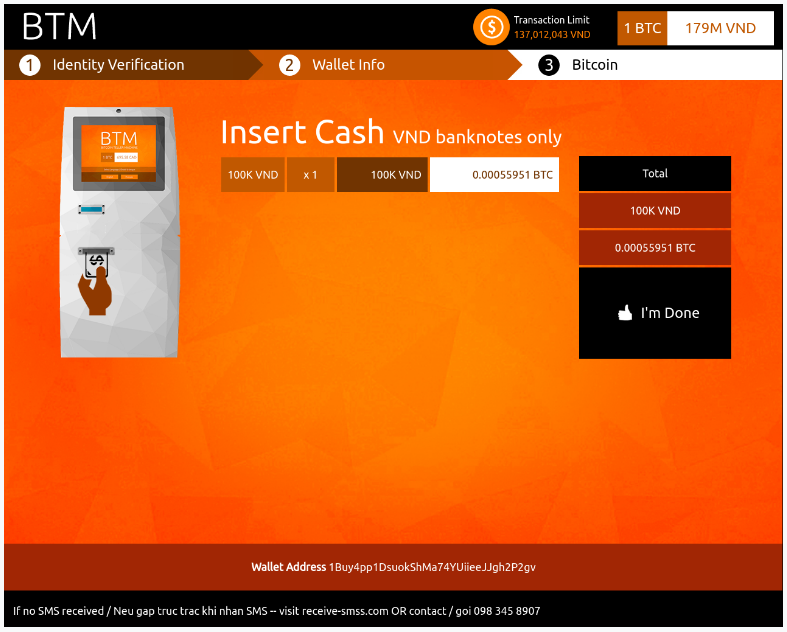 BTM
Transaction Limit
137,012,043 VND
1 BTC 179M VND
1 Identity Verification
2 Wallet Info
3 Bitcoin
BTM
Insert Cash VND banknotes only
100K VND x 1 100K VND 0.00055951 BTC
Total
100K VND
0.00055951 BTC
I'm Done
Wallet Address 1Buy4pp1DsuokShMa74YUiieeJJgh2P2gv
If no SMS received / Neu gap truc trac khi nhan SMS -- visit receive-smss.com OR contact / goi 098 345 8907